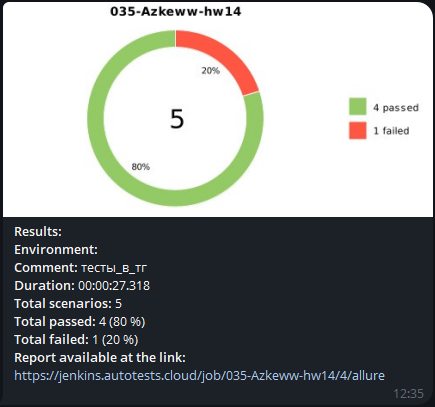 035-Azkeww-hw14
20%
5
80%
4 passed
1 failed
Results:
Environment:
Comment: тесты_в_тг
Duration: 00:00:27.318
Total scenarios: 5
Total passed: 4 (80 %)
Total failed: 1 (20 %)
Report available at the link:
https://jenkins.autotests.cloud/job/035-Azkeww-hw14/4/allure
12:35